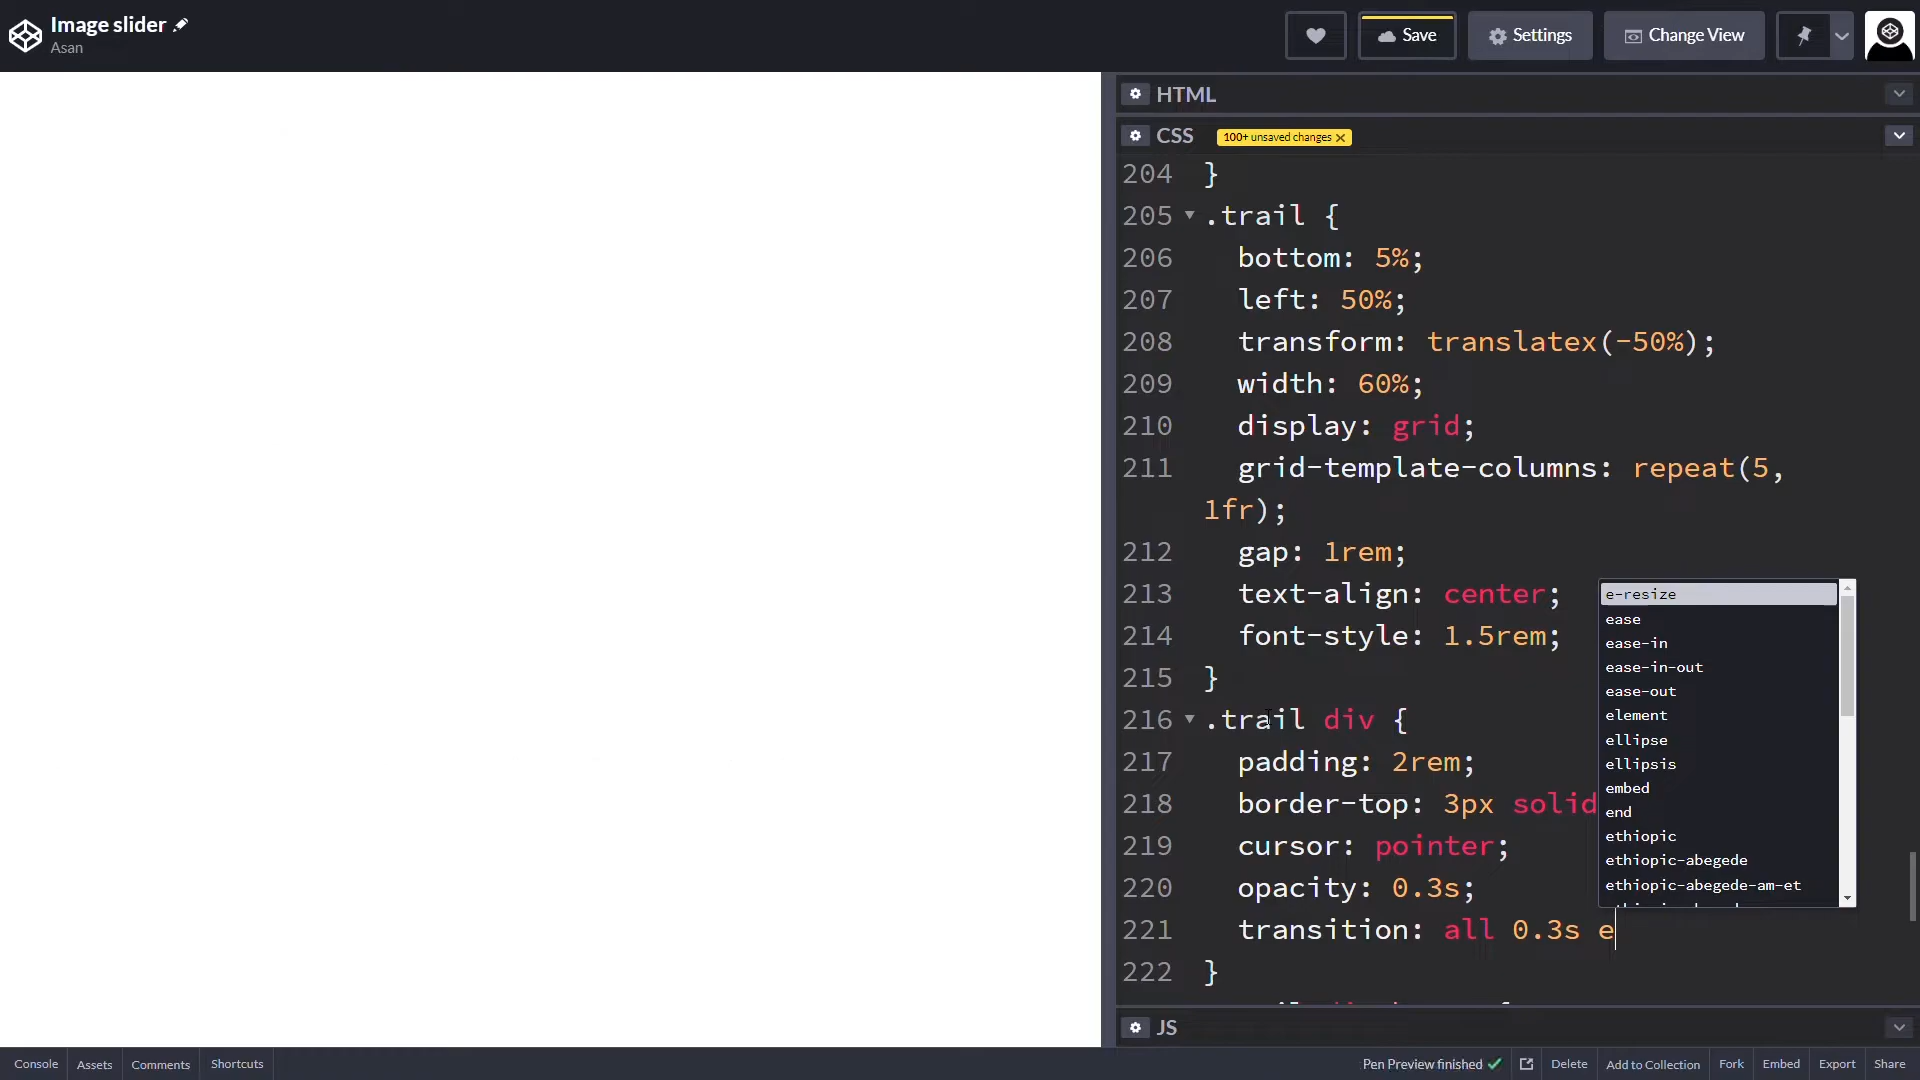 Image slider
Asan
Save
Settings
Change View
HTML
CSS
100+ unsaved changes ×
204 }
205 .trail {
206 bottom: 5%;
207 left: 50%;
208 transform: translatex(-50%);
209 width: 60%;
210 display: grid;
211 grid-template-columns: repeat(5,
1fr);
212 gap: 1rem;
213 text-align: center;
214 font-style: 1.5rem;
215 }
216 .trail div {
217 padding: 2rem;
218 border-top: 3px solid
219 cursor: pointer;
220 opacity: 0.3s;
221 transition: all 0.3s e
222 }
e-resize
ease
ease-in
ease-in-out
ease-out
element
ellipse
ellipsis
embed
end
ethiopic
ethiopic-abegede
ethiopic-abegede-am-et
JS
Console
Assets
Comments
Shortcuts
Pen Preview finished
Delete
Add to Collection
Fork
Embed
Export
Share